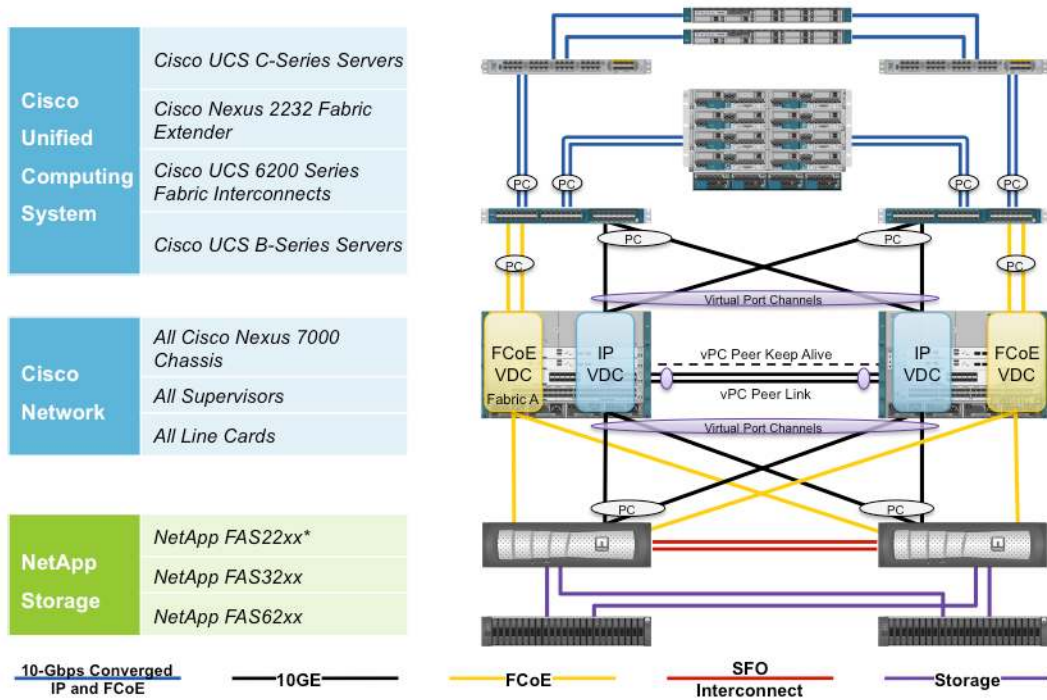 Cisco
Unified
Computing
System
Cisco UCS C-Series Servers
Cisco Nexus 2232 Fabric
Extender
Cisco UCS 6200 Series
Fabric Interconnects
Cisco UCS B-Series Servers
Cisco
Network
All Cisco Nexus 7000
Chassis
All Supervisors
All Line Cards
NetApp
Storage
NetApp FAS22xx*
NetApp FAS32xx
NetApp FAS62xx
PC
PC
PC
PC
PC
PC
PC
PC
Virtual Port Channels
FCoE
VDC
Fabric A
IP
VDC
vPC Peer Keep Alive
vPC Peer Link
IP
VDC
FCoE
VDC
Virtual Port Channels
PC
PC
10-Gbps Converged
IP and FCoE
10GE
FCoE
SFO
Interconnect
Storage